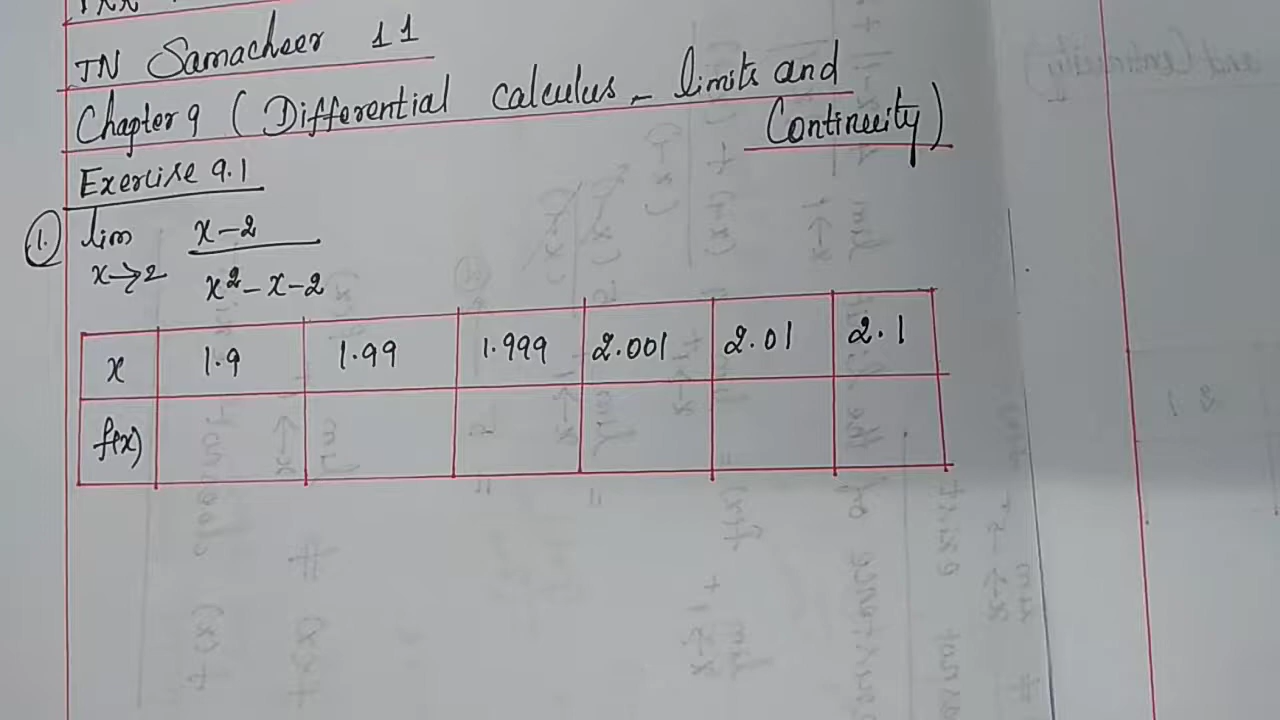 TN Samacheer 11
Chapter 9 (Differential calculus - limits and
Continuity)
Exercise 9.1
1. lim x-2
x→2 x²-x-2
x 1.9 1.99 1.999 2.001 2.01 2.1
f(x)